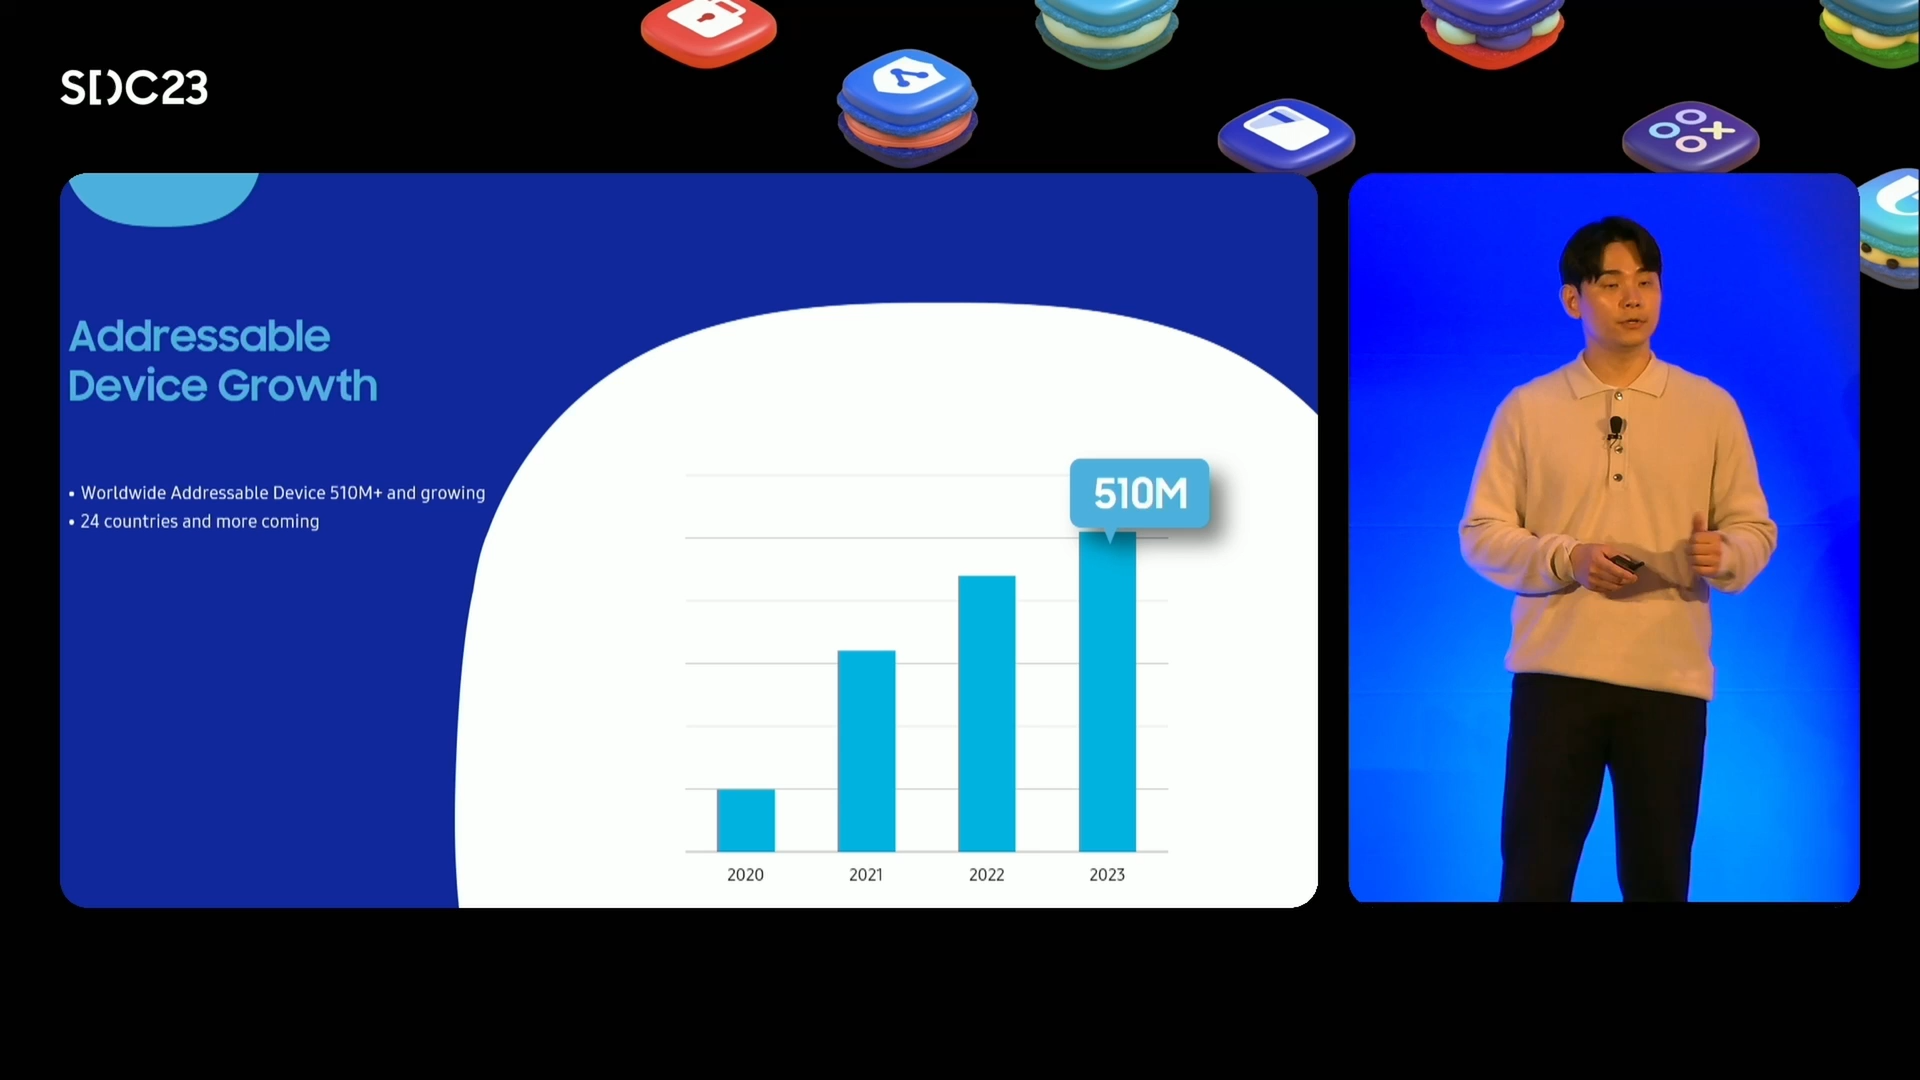 SDC23
Addressable
Device Growth
• Worldwide Addressable Device 510M+ and growing
• 24 countries and more coming
510M
2020
2021
2022
2023